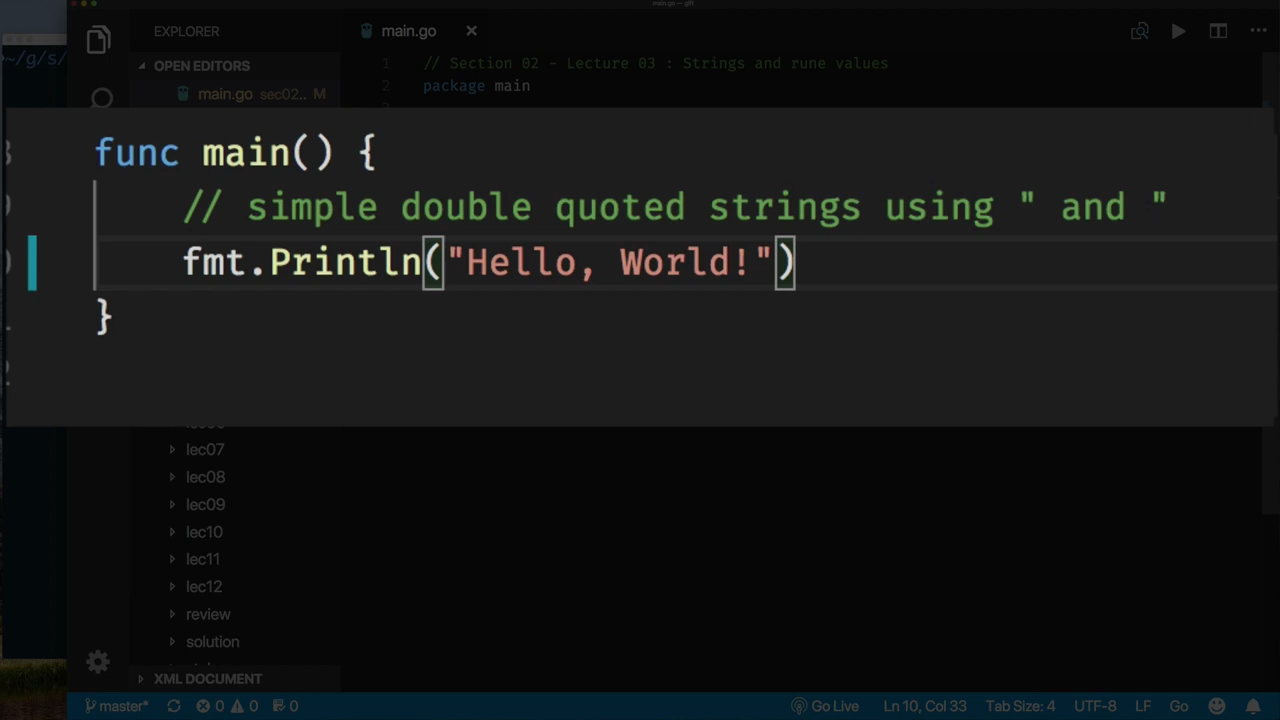 main.go — gift
~/g/s/
EXPLORER
main.go
OPEN EDITORS
main.go sec02.. M
1 // Section 02 - Lecture 03 : Strings and rune values
2 package main
func main() {
// simple double quoted strings using " and "
fmt.Println("Hello, World!")
}
lec07
lec08
lec09
lec10
lec11
lec12
review
solution
XML DOCUMENT
master* 0 0 0 Go Live Ln 10, Col 33 Tab Size: 4 UTF-8 LF Go